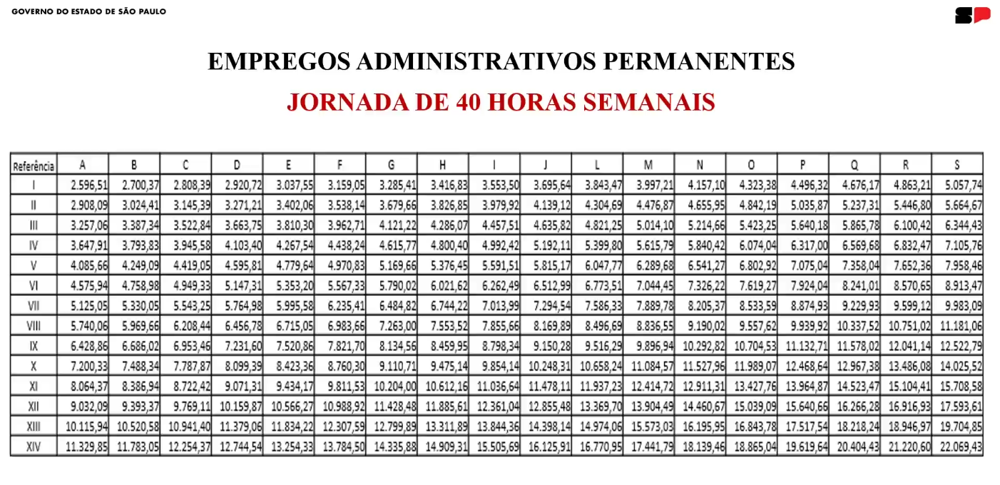 GOVERNO DO ESTADO DE SÃO PAULO
SP
EMPREGOS ADMINISTRATIVOS PERMANENTES
JORNADA DE 40 HORAS SEMANAIS
Referência A B C D E F G H I J L M N O P Q R S
I 2.596,51 2.700,37 2.808,39 2.920,72 3.037,55 3.159,05 3.285,41 3.416,83 3.553,50 3.695,64 3.843,47 3.997,21 4.157,10 4.323,38 4.496,32 4.676,17 4.863,21 5.057,74
II 2.908,09 3.024,41 3.145,39 3.271,21 3.402,06 3.538,14 3.679,66 3.826,85 3.979,92 4.139,12 4.304,69 4.476,87 4.655,95 4.842,19 5.035,87 5.237,31 5.446,80 5.664,67
III 3.257,06 3.387,34 3.522,84 3.663,75 3.810,30 3.962,71 4.121,22 4.286,07 4.457,51 4.635,82 4.821,25 5.014,10 5.214,66 5.423,25 5.640,18 5.865,78 6.100,42 6.344,43
IV 3.647,91 3.793,83 3.945,58 4.103,40 4.267,54 4.438,24 4.615,77 4.800,40 4.992,42 5.192,11 5.399,80 5.615,79 5.840,42 6.074,04 6.317,00 6.569,68 6.832,47 7.105,76
V 4.085,66 4.249,09 4.419,05 4.595,81 4.779,64 4.970,83 5.169,66 5.376,45 5.591,51 5.815,17 6.047,77 6.289,68 6.541,27 6.802,92 7.075,04 7.358,04 7.652,36 7.958,46
VI 4.575,94 4.758,98 4.949,33 5.147,31 5.353,20 5.567,33 5.790,02 6.021,62 6.262,49 6.512,99 6.773,51 7.044,45 7.326,22 7.619,27 7.924,04 8.241,01 8.570,65 8.913,47
VII 5.125,05 5.330,05 5.543,25 5.764,98 5.995,58 6.235,41 6.484,82 6.744,22 7.013,99 7.294,54 7.586,33 7.889,78 8.205,37 8.533,59 8.874,93 9.229,93 9.599,12 9.983,09
VIII 5.740,06 5.969,66 6.208,44 6.456,78 6.715,05 6.983,66 7.263,00 7.553,52 7.855,66 8.169,89 8.496,69 8.836,55 9.190,02 9.557,62 9.939,92 10.337,52 10.751,02 11.181,06
IX 6.428,86 6.686,02 6.953,46 7.231,60 7.520,86 7.821,70 8.134,56 8.459,95 8.798,34 9.150,28 9.516,29 9.896,94 10.292,82 10.704,53 11.132,71 11.578,02 12.041,14 12.522,79
X 7.200,33 7.488,34 7.787,87 8.099,39 8.423,36 8.760,30 9.110,71 9.475,14 9.854,14 10.248,31 10.658,24 11.084,57 11.527,96 11.989,07 12.468,64 12.967,38 13.486,08 14.025,52
XI 8.064,37 8.386,94 8.722,42 9.071,31 9.434,17 9.811,53 10.204,00 10.612,16 11.036,64 11.478,11 11.937,23 12.414,72 12.911,31 13.427,76 13.964,87 14.523,47 15.104,41 15.708,58
XII 9.032,09 9.393,37 9.769,11 10.159,87 10.566,27 10.988,92 11.428,48 11.885,61 12.361,04 12.855,48 13.369,70 13.904,49 14.460,67 15.039,09 15.640,66 16.266,28 16.916,93 17.593,61
XIII 10.115,94 10.520,58 10.941,40 11.379,06 11.834,22 12.307,59 12.799,89 13.311,89 13.844,36 14.398,14 14.974,06 15.573,03 16.195,95 16.843,78 17.517,54 18.218,24 18.946,97 19.704,85
XIV 11.329,85 11.783,05 12.254,37 12.744,54 13.254,33 13.784,50 14.335,88 14.909,31 15.505,69 16.125,91 16.770,95 17.441,79 18.139,46 18.865,04 19.619,64 20.404,43 21.220,60 22.069,43